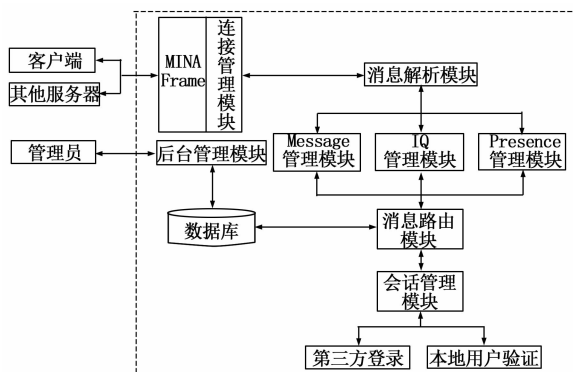 客户端
其他服务器
管理员
MINA
Frame
连接管理模块
消息解析模块
后台管理模块
Message
管理模块
IQ
管理模块
Presence
管理模块
数据库
消息路由
模块
会话管理
模块
第三方登录
本地用户验证